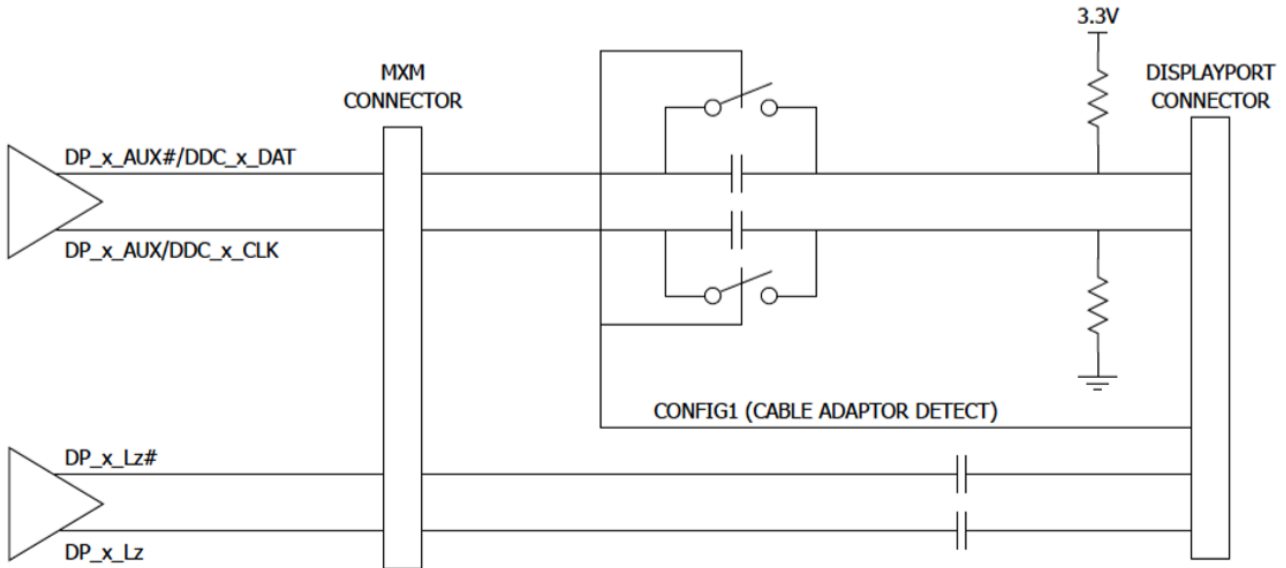 3.3V
MXM
CONNECTOR
DISPLAYPORT
CONNECTOR
DP_x_AUX#/DDC_x_DAT
DP_x_AUX/DDC_x_CLK
CONFIG1 (CABLE ADAPTOR DETECT)
DP_x_Lz#
DP_x_Lz